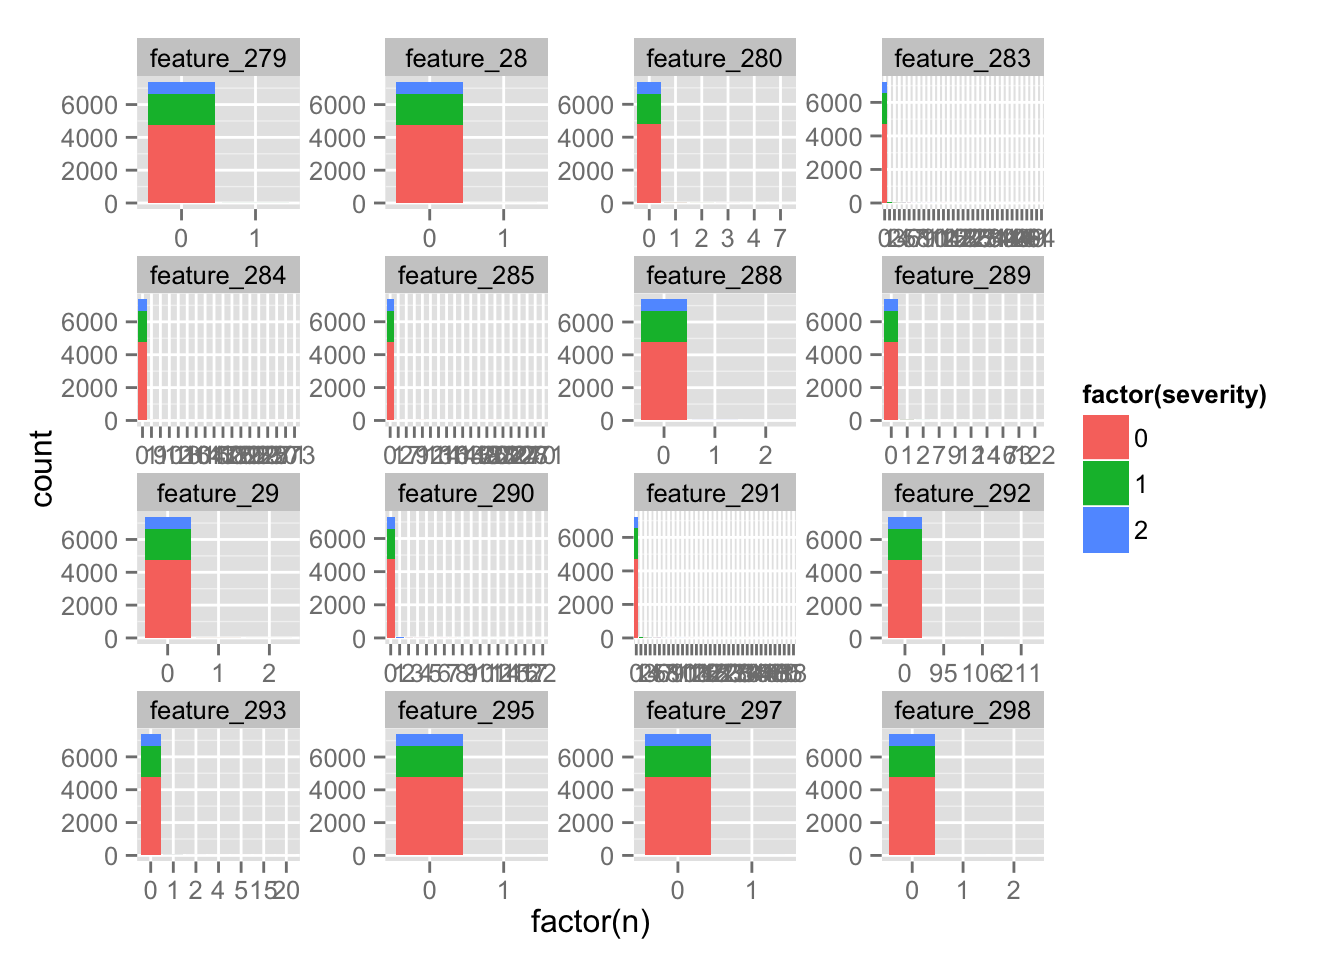 feature_279 feature_28 feature_280 feature_283
6000 6000 6000 6000
4000 4000 4000 4000
2000 2000 2000 2000
0 0 0 0
0 1 0 1 0 1 2 3 4 7
feature_284 feature_285 feature_288 feature_289
6000 6000 6000 6000
4000 4000 4000 4000
2000 2000 2000 2000
0 0 0 0
0 1 2 0 1 2 7 9
feature_29 feature_290 feature_291 feature_292
6000 6000 6000 6000
4000 4000 4000 4000
2000 2000 2000 2000
0 0 0 0
0 1 2 0 95 106 211
feature_293 feature_295 feature_297 feature_298
6000 6000 6000 6000
4000 4000 4000 4000
2000 2000 2000 2000
0 0 0 0
0 1 2 4 5 15 20 0 1 0 1 0 1 2
factor(n)
count
factor(severity)
0
1
2